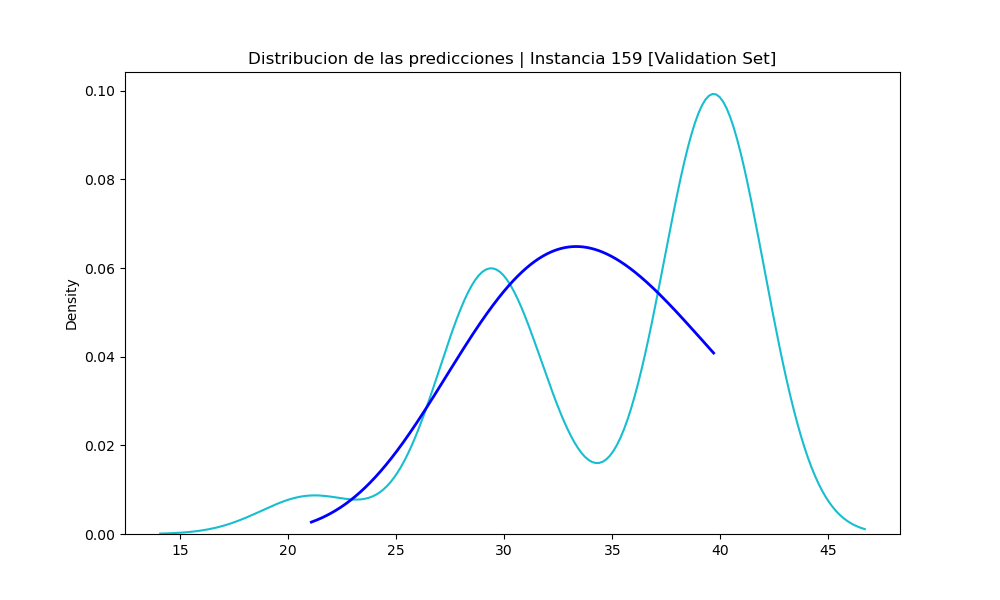 Distribucion de las predicciones | Instancia 159 [Validation Set]
Density
0.10
0.08
0.06
0.04
0.02
0.00
15 20 25 30 35 40 45